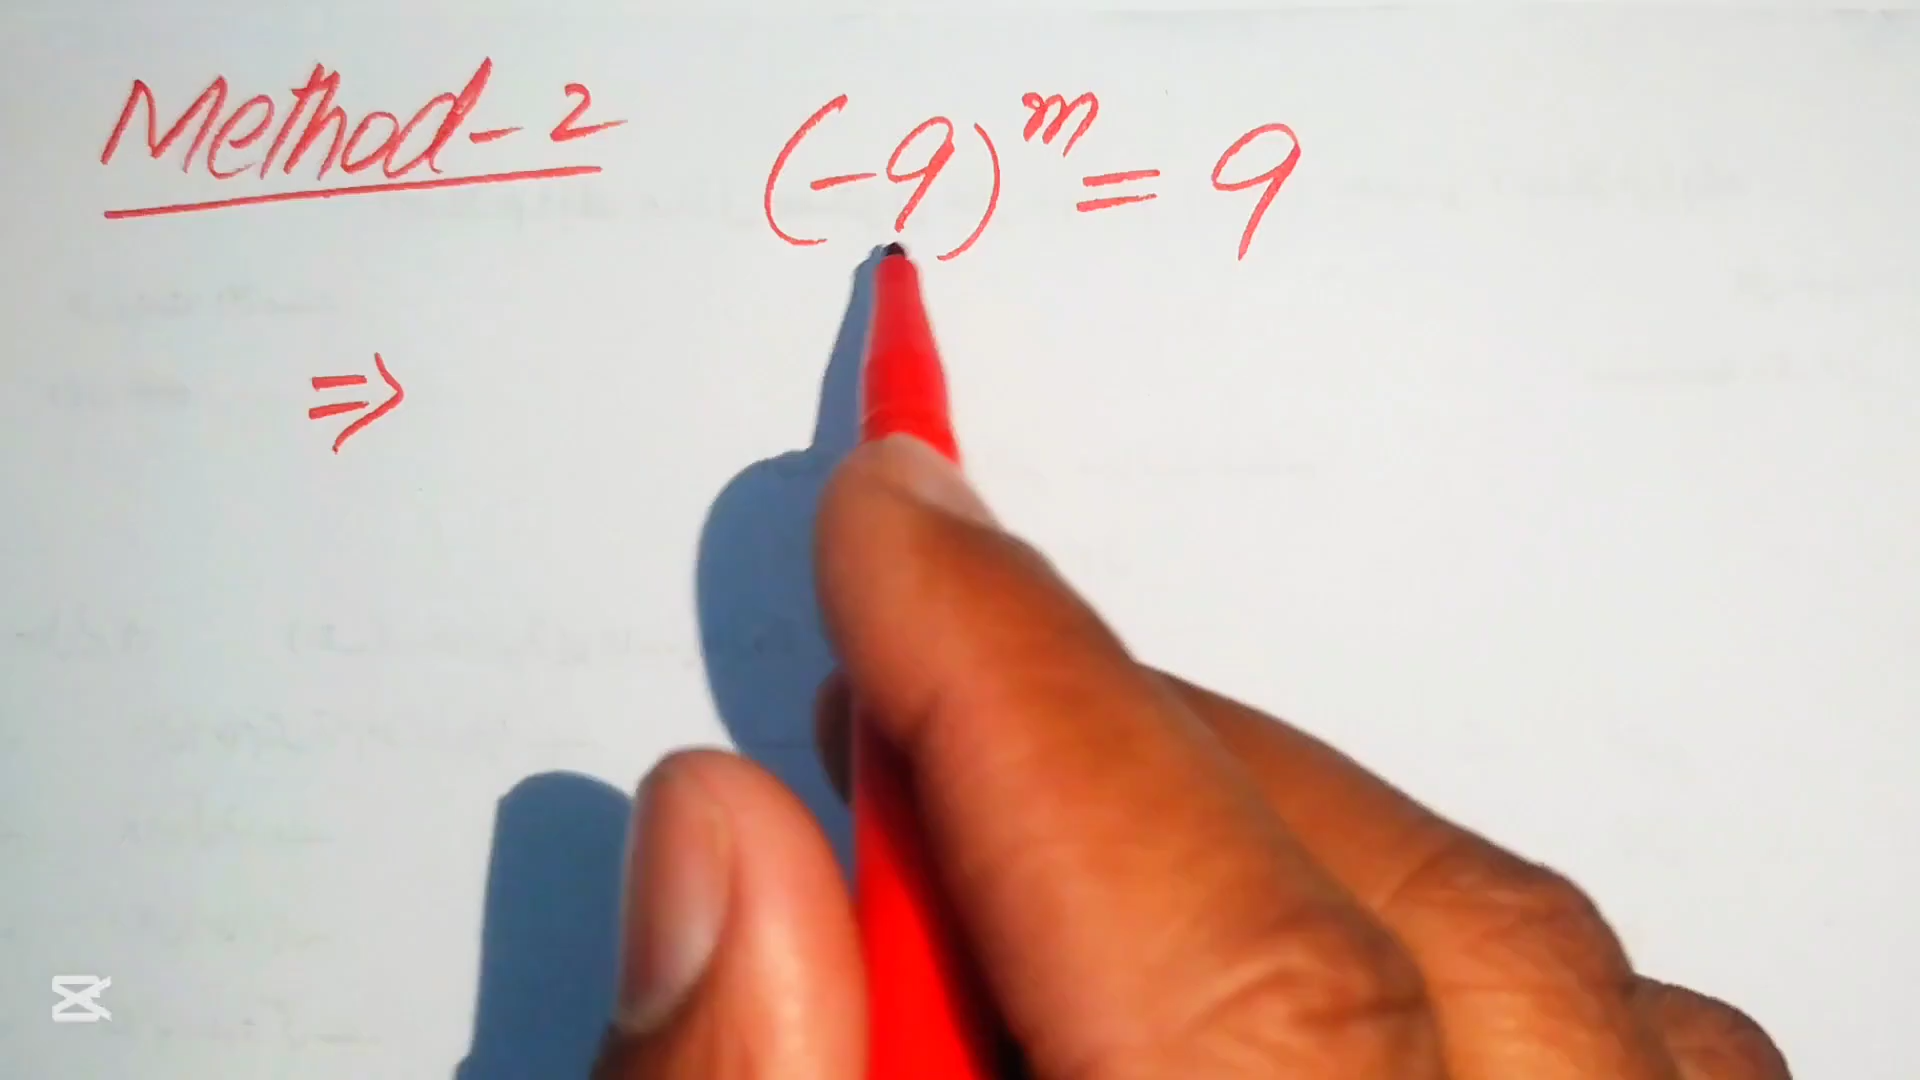 Method-2 (-9)^m = 9
⇒